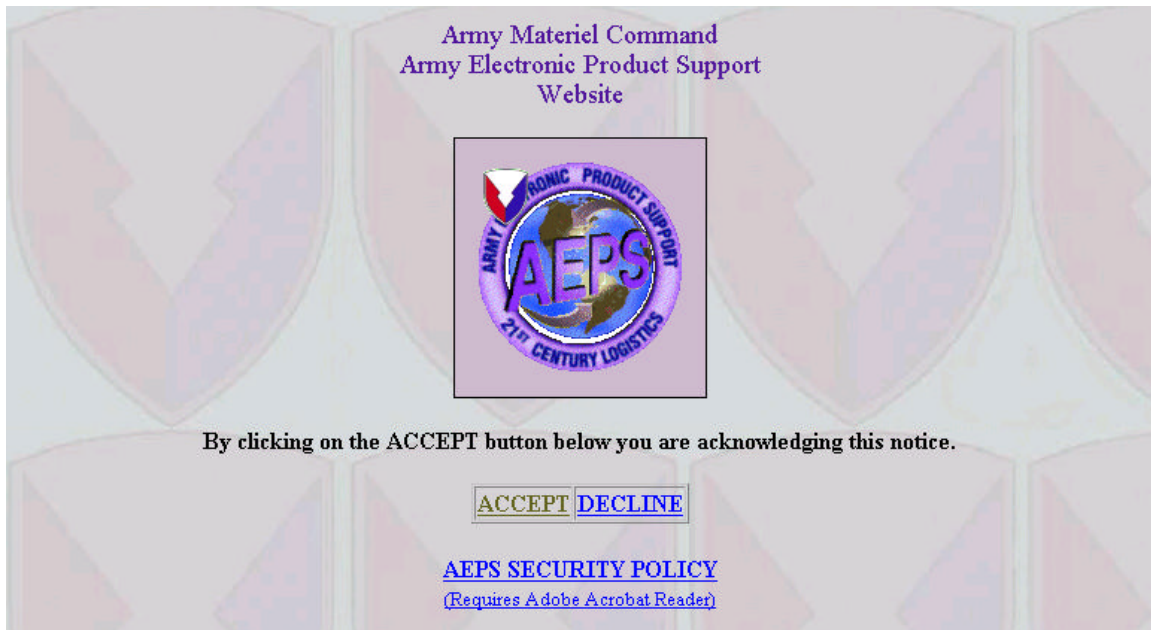 Army Materiel Command
Army Electronic Product Support
Website
ARMY ELECTRONIC PRODUCT SUPPORT
AEPS
21ST CENTURY LOGISTICS
By clicking on the ACCEPT button below you are acknowledging this notice.
ACCEPT DECLINE
AEPS SECURITY POLICY
(Requires Adobe Acrobat Reader)